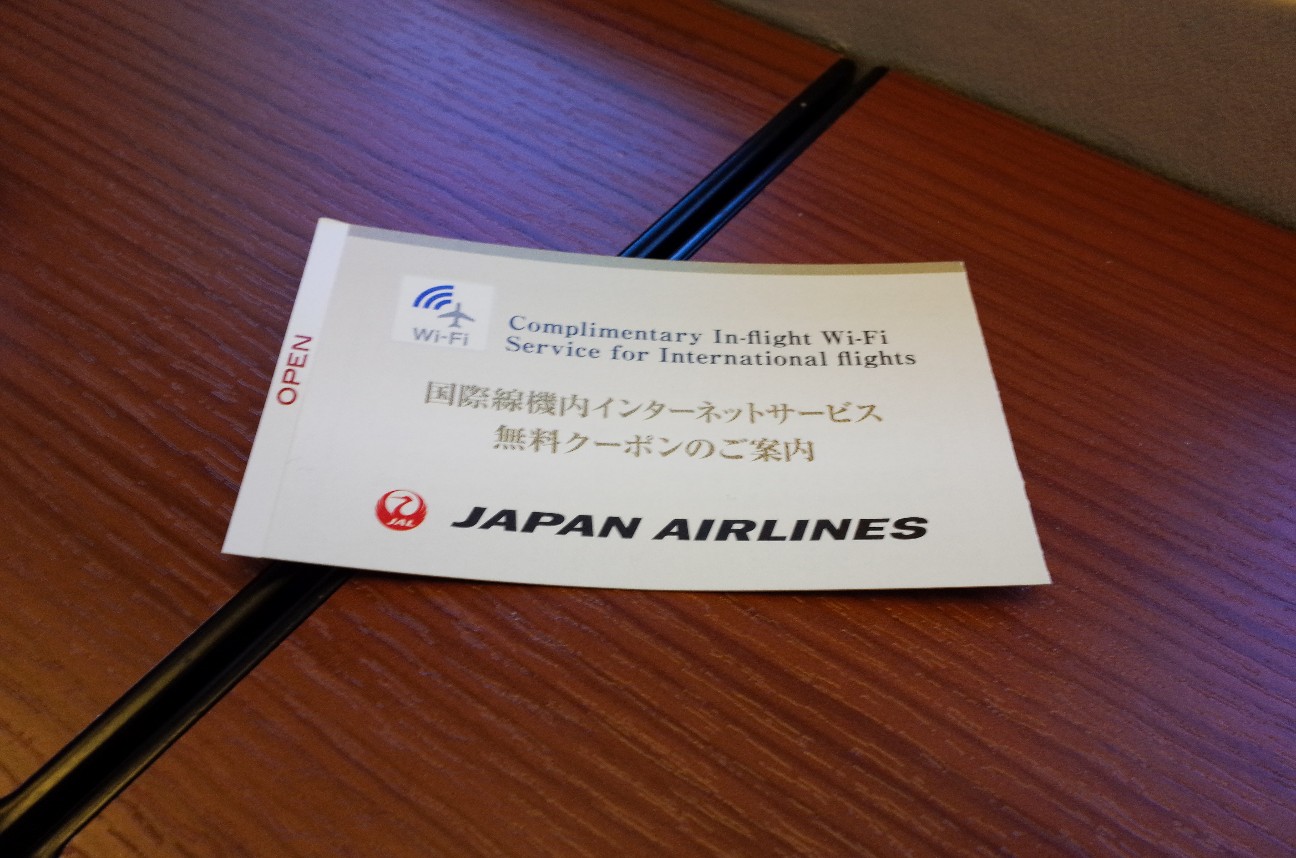 OPEN
Wi-Fi
Complimentary In-flight Wi-Fi
Service for International flights
国際線機内インターネットサービス
無料クーポンのご案内
JAL
JAPAN AIRLINES